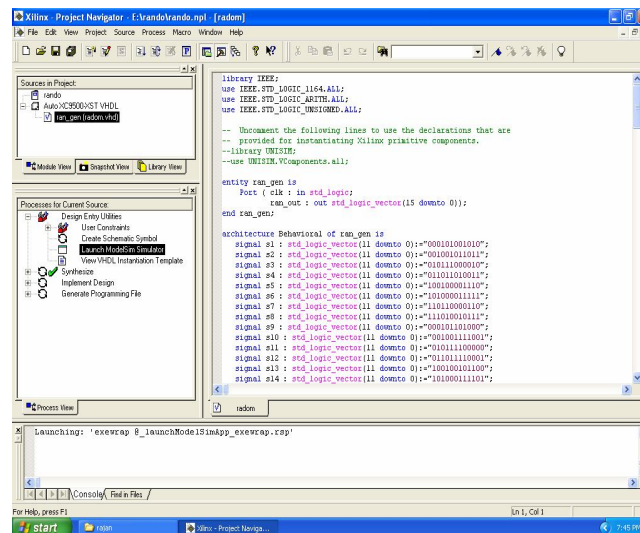 Xilinx - Project Navigator - E:\rando\rando.npl - [radom]
File Edit View Project Source Process Macro Window Help
Sources in Project:
rando
Auto XC9500-XST VHDL
ran_gen (radom.vhd)
Module View Snapshot View Library View
Processes for Current Source:
Design Entry Utilities
User Constraints
Create Schematic Symbol
Launch ModelSim Simulator
View VHDL Instantiation Template
Synthesize
Implement Design
Generate Programming File
Process View
library IEEE;
use IEEE.STD_LOGIC_1164.ALL;
use IEEE.STD_LOGIC_ARITH.ALL;
use IEEE.STD_LOGIC_UNSIGNED.ALL;
-- Uncomment the following lines to use the declarations that are
-- provided for instantiating Xilinx primitive components.
--library UNISIM;
--use UNISIM.VComponents.all;
entity ran_gen is
Port ( clk : in std_logic;
ran_out : out std_logic_vector(15 downto 0));
end ran_gen;
architecture Behavioral of ran_gen is
signal s1 : std_logic_vector(11 downto 0):="000101001010";
signal s2 : std_logic_vector(11 downto 0):="001001011011";
signal s3 : std_logic_vector(11 downto 0):="010111000010";
signal s4 : std_logic_vector(11 downto 0):="011011010011";
signal s5 : std_logic_vector(11 downto 0):="100100001110";
signal s6 : std_logic_vector(11 downto 0):="101000011111";
signal s7 : std_logic_vector(11 downto 0):="110110000110";
signal s8 : std_logic_vector(11 downto 0):="111010010111";
signal s9 : std_logic_vector(11 downto 0):="000101101000";
signal s10 : std_logic_vector(11 downto 0):="001001111001";
signal s11 : std_logic_vector(11 downto 0):="010111100000";
signal s12 : std_logic_vector(11 downto 0):="011011110001";
signal s13 : std_logic_vector(11 downto 0):="100100101100";
signal s14 : std_logic_vector(11 downto 0):="101000111101";
radom
Launching: 'exewrap @_launchModelSimApp_exewrap.rsp'
Console Find in Files
For Help, press F1
Ln 1, Col 1
start
rajan
Xilinx - Project Naviga...
7:45 PM